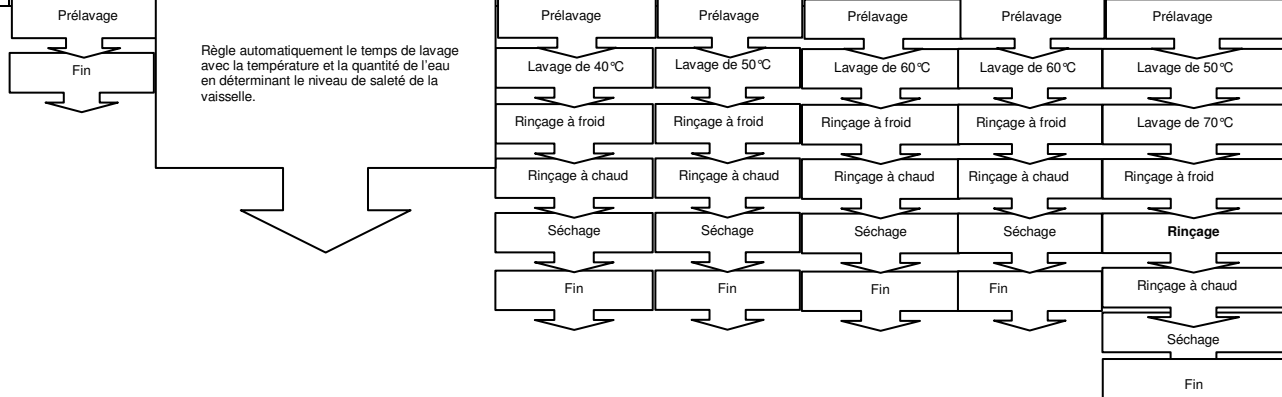 Prélavage
Fin
Règle automatiquement le temps de lavage
avec la température et la quantité de l'eau
en déterminant le niveau de saleté de la
vaisselle.
Prélavage
Lavage de 40°C
Rinçage à froid
Rinçage à chaud
Séchage
Fin
Prélavage
Lavage de 50°C
Rinçage à froid
Rinçage à chaud
Séchage
Fin
Prélavage
Lavage de 60°C
Rinçage à froid
Rinçage à chaud
Séchage
Fin
Prélavage
Lavage de 60°C
Rinçage à froid
Rinçage à chaud
Séchage
Fin
Prélavage
Lavage de 50°C
Lavage de 70°C
Rinçage à froid
Rinçage
Rinçage à chaud
Séchage
Fin